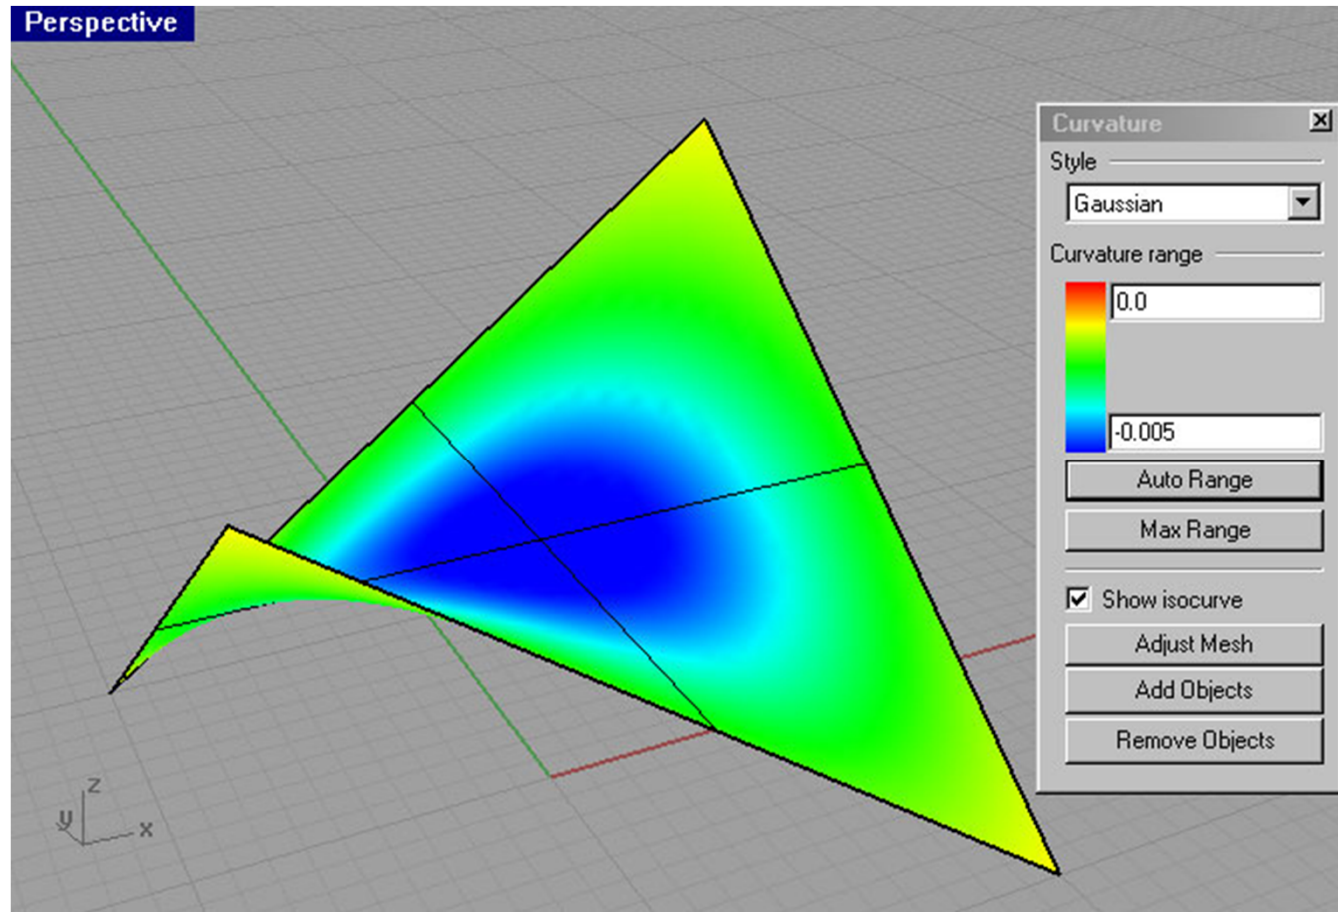 Perspective
Curvature
Style
Gaussian
Curvature range
0.0
-0.005
Auto Range
Max Range
Show isocurve
Adjust Mesh
Add Objects
Remove Objects
z
y
x